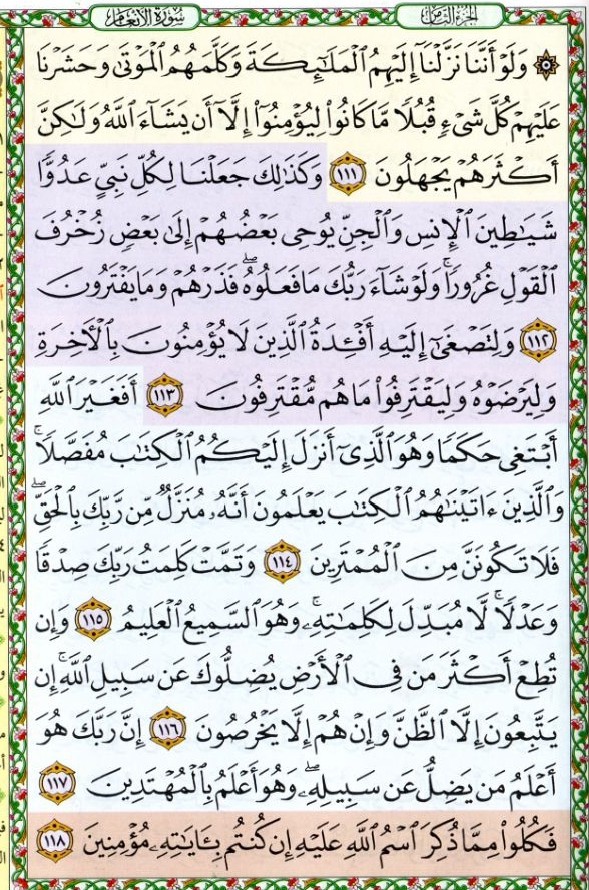 الجزء الثامن
سورة الأنعام
۞ وَلَوۡ أَنَّنَا نَزَّلۡنَآ إِلَيۡهِمُ ٱلۡمَلَٰٓئِكَةَ وَكَلَّمَهُمُ ٱلۡمَوۡتَىٰ وَحَشَرۡنَا
عَلَيۡهِمۡ كُلَّ شَيۡءٖ قُبُلٗا مَّا كَانُواْ لِيُؤۡمِنُوٓاْ إِلَّآ أَن يَشَآءَ ٱللَّهُ وَلَٰكِنَّ
أَكۡثَرَهُمۡ يَجۡهَلُونَ ١١١ وَكَذَٰلِكَ جَعَلۡنَا لِكُلِّ نَبِيٍّ عَدُوّٗا
شَيَٰطِينَ ٱلۡإِنسِ وَٱلۡجِنِّ يُوحِي بَعۡضُهُمۡ إِلَىٰ بَعۡضٖ زُخۡرُفَ
ٱلۡقَوۡلِ غُرُورٗاۚ وَلَوۡ شَآءَ رَبُّكَ مَا فَعَلُوهُۖ فَذَرۡهُمۡ وَمَا يَفۡتَرُونَ
١١٢ وَلِتَصۡغَىٰٓ إِلَيۡهِ أَفۡـِٔدَةُ ٱلَّذِينَ لَا يُؤۡمِنُونَ بِٱلۡأٓخِرَةِ
وَلِيَرۡضَوۡهُ وَلِيَقۡتَرِفُواْ مَا هُم مُّقۡتَرِفُونَ ١١٣ أَفَغَيۡرَ ٱللَّهِ
أَبۡتَغِي حَكَمٗا وَهُوَ ٱلَّذِيٓ أَنزَلَ إِلَيۡكُمُ ٱلۡكِتَٰبَ مُفَصَّلٗاۚ
وَٱلَّذِينَ ءَاتَيۡنَٰهُمُ ٱلۡكِتَٰبَ يَعۡلَمُونَ أَنَّهُۥ مُنَزَّلٞ مِّن رَّبِّكَ بِٱلۡحَقِّۖ
فَلَا تَكُونَنَّ مِنَ ٱلۡمُمۡتَرِينَ ١١٤ وَتَمَّتۡ كَلِمَتُ رَبِّكَ صِدۡقٗا
وَعَدۡلٗاۚ لَّا مُبَدِّلَ لِكَلِمَٰتِهِۦۚ وَهُوَ ٱلسَّمِيعُ ٱلۡعَلِيمُ ١١٥ وَإِن
تُطِعۡ أَكۡثَرَ مَن فِي ٱلۡأَرۡضِ يُضِلُّوكَ عَن سَبِيلِ ٱللَّهِۚ إِن
يَتَّبِعُونَ إِلَّا ٱلظَّنَّ وَإِنۡ هُمۡ إِلَّا يَخۡرُصُونَ ١١٦ إِنَّ رَبَّكَ هُوَ
أَعۡلَمُ مَن يَضِلُّ عَن سَبِيلِهِۦۖ وَهُوَ أَعۡلَمُ بِٱلۡمُهۡتَدِينَ ١١٧
فَكُلُواْ مِمَّا ذُكِرَ ٱسۡمُ ٱللَّهِ عَلَيۡهِ إِن كُنتُم بِـَٔايَٰتِهِۦ مُؤۡمِنِينَ ١١٨